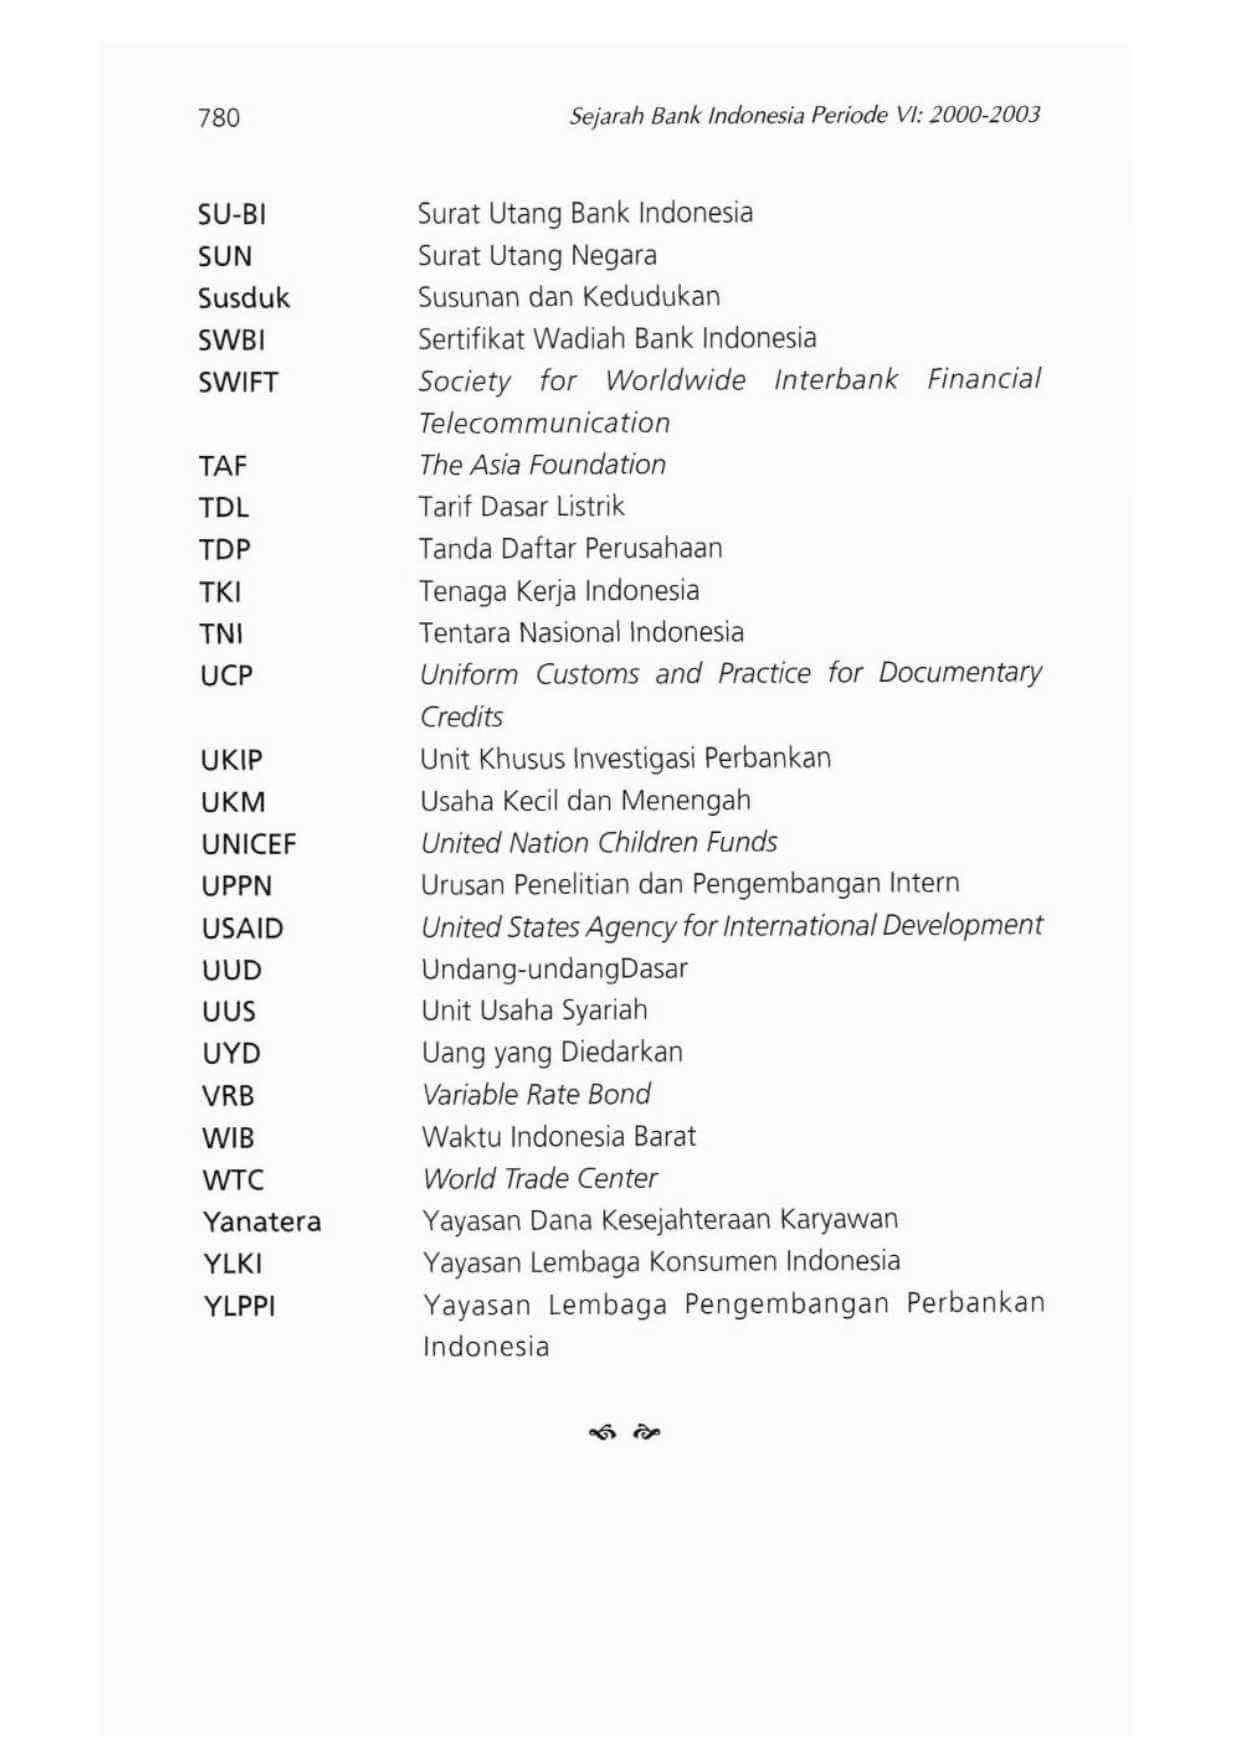 780 Sejarah Bank Indonesia Periode VI: 2000-2003
SU-BI Surat Utang Bank Indonesia
SUN Surat Utang Negara
Susduk Susunan dan Kedudukan
SWBI Sertifikat Wadiah Bank Indonesia
SWIFT Society for Worldwide Interbank Financial
Telecommunication
TAF The Asia Foundation
TDL Tarif Dasar Listrik
TDP Tanda Daftar Perusahaan
TKI Tenaga Kerja Indonesia
TNI Tentara Nasional Indonesia
UCP Uniform Customs and Practice for Documentary
Credits
UKIP Unit Khusus Investigasi Perbankan
UKM Usaha Kecil dan Menengah
UNICEF United Nation Children Funds
UPPN Urusan Penelitian dan Pengembangan Intern
USAID United States Agency for International Development
UUD Undang-undangDasar
UUS Unit Usaha Syariah
UYD Uang yang Diedarkan
VRB Variable Rate Bond
WIB Waktu Indonesia Barat
WTC World Trade Center
Yanatera Yayasan Dana Kesejahteraan Karyawan
YLKI Yayasan Lembaga Konsumen Indonesia
YLPPI Yayasan Lembaga Pengembangan Perbankan
Indonesia